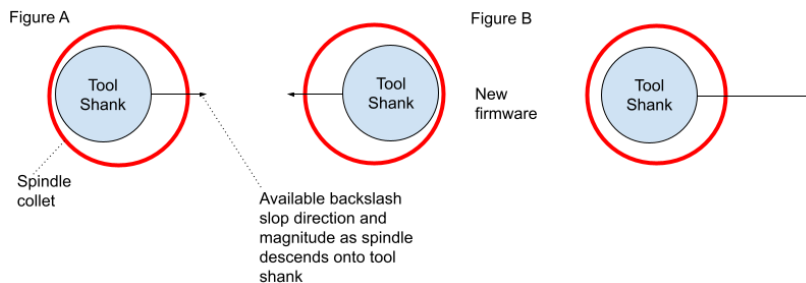 Figure A
Figure B
Tool
Shank
Tool
Shank
New
firmware
Tool
Shank
Spindle
collet
Available backslash
slop direction and
magnitude as spindle
descends onto tool
shank